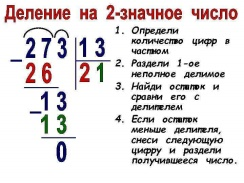 Деление на 2-значное число
273 13
- 26 21
- 13
13
0
1. Определи
количество цифр в
частном
2. Раздели 1-ое
неполное делимое
3. Найди остаток и
сравни его с
делителем
4. Если остаток
меньше делителя,
снеси следующую
цифру и раздели
получившееся число.